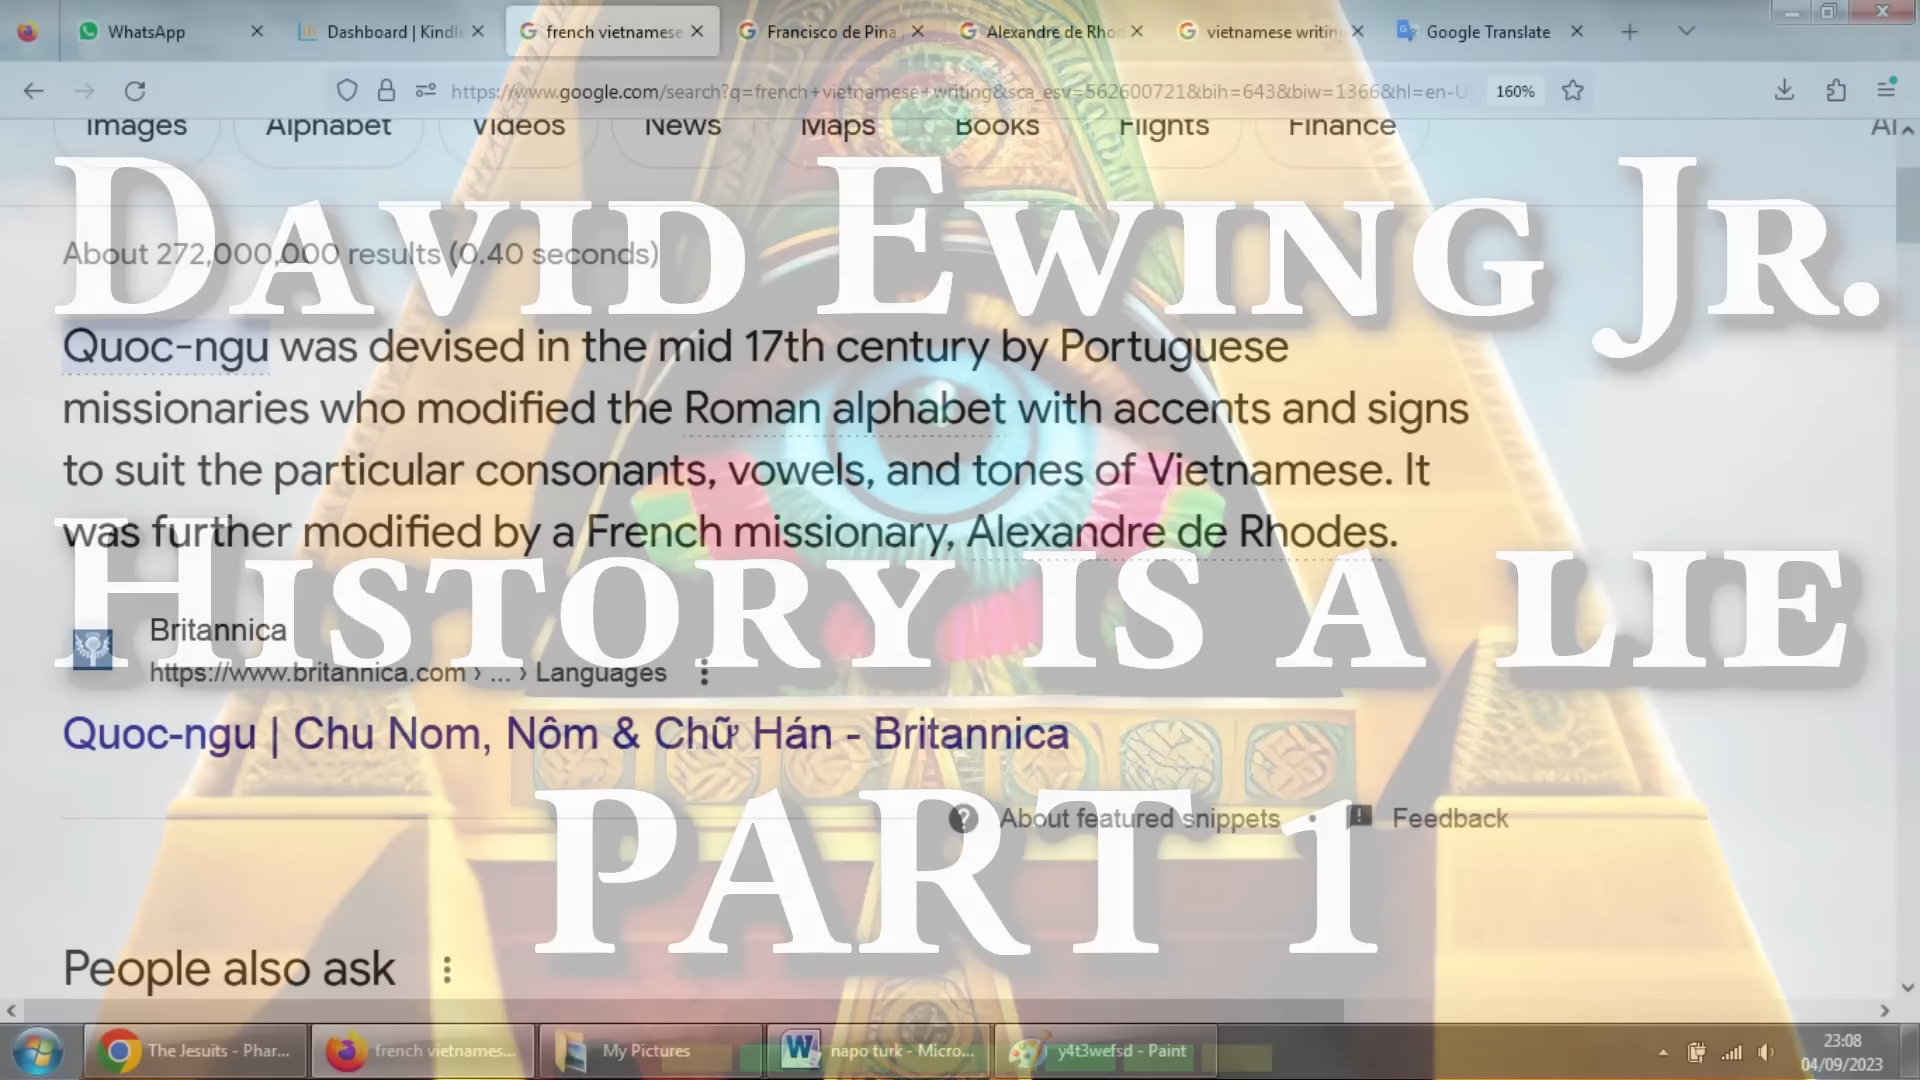 WhatsApp
Dashboard | Kindle
french vietnamese
Francisco de Pina
Alexandre de Rho
vietnamese writing
Google Translate
https://www.google.com/search?q=french+vietnamese+writing&sca_esv=562600721&bih=643&biw=1366&hl=en-U
160%
Images Alphabet Videos News Maps Books Flights Finance
DAVID EWING JR.
About 272,000,000 results (0.40 seconds)
Quoc-ngu was devised in the mid 17th century by Portuguese
missionaries who modified the Roman alphabet with accents and signs
to suit the particular consonants, vowels, and tones of Vietnamese. It
was further modified by a French missionary, Alexandre de Rhodes.
HISTORY IS A LIE
Britannica
https://www.britannica.com › ... › Languages
Quoc-ngu | Chu Nom, Nôm & Chữ Hán - Britannica
PART 1
About featured snippets • Feedback
People also ask
The Jesuits - Phar...
french vietnames...
My Pictures
napo turk - Micro...
y4t3wefsd - Paint
23:08
04/09/2023